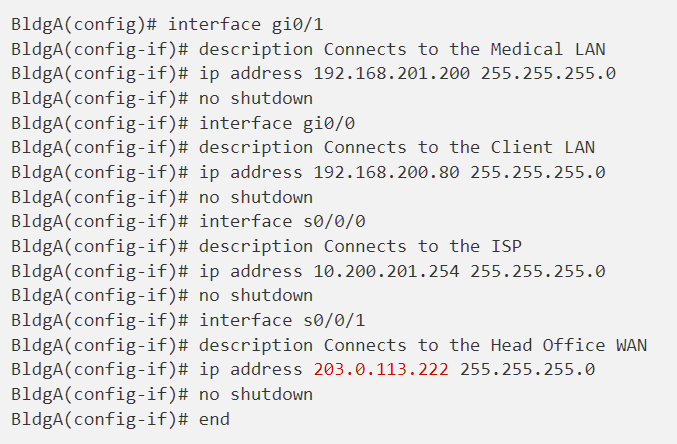 BldgA(config)# interface gi0/1
BldgA(config-if)# description Connects to the Medical LAN
BldgA(config-if)# ip address 192.168.201.200 255.255.255.0
BldgA(config-if)# no shutdown
BldgA(config-if)# interface gi0/0
BldgA(config-if)# description Connects to the Client LAN
BldgA(config-if)# ip address 192.168.200.80 255.255.255.0
BldgA(config-if)# no shutdown
BldgA(config-if)# interface s0/0/0
BldgA(config-if)# description Connects to the ISP
BldgA(config-if)# ip address 10.200.201.254 255.255.255.0
BldgA(config-if)# no shutdown
BldgA(config-if)# interface s0/0/1
BldgA(config-if)# description Connects to the Head Office WAN
BldgA(config-if)# ip address 203.0.113.222 255.255.255.0
BldgA(config-if)# no shutdown
BldgA(config-if)# end